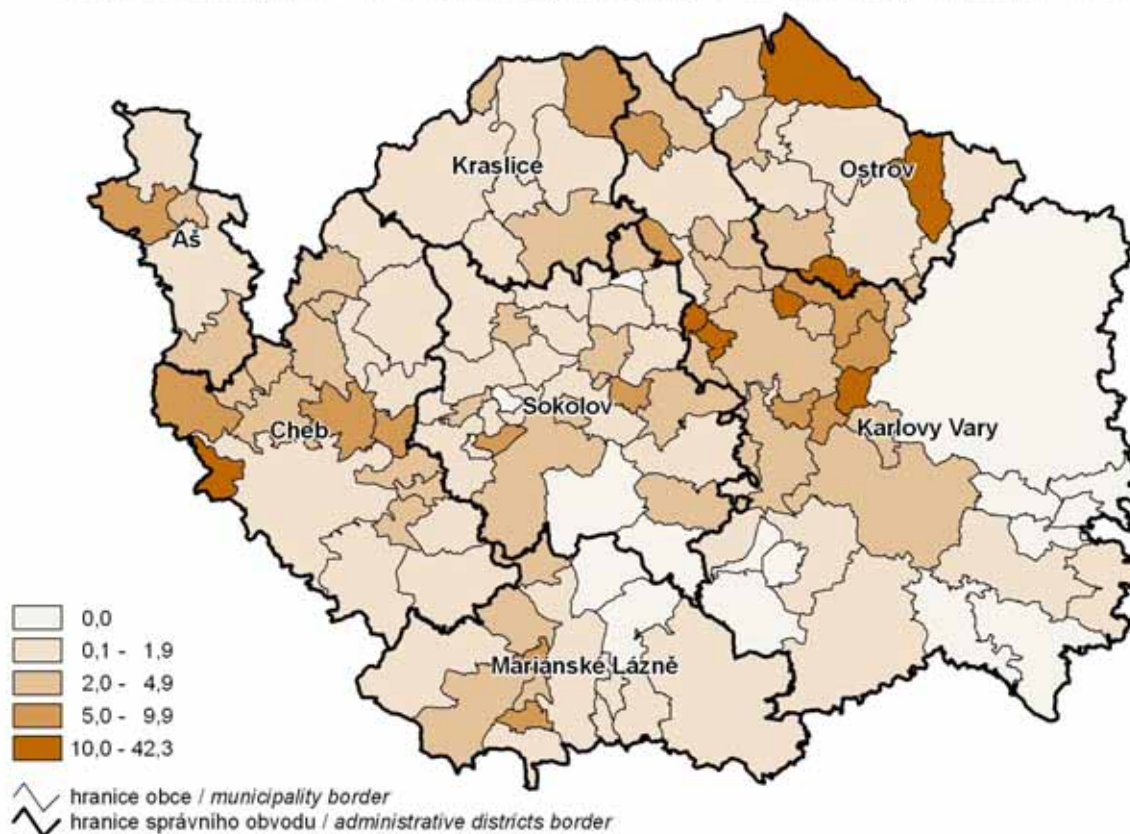 Kraslice
Ostrov
Aš
Sokolov
Cheb
Karlovy Vary
Mariánské Lázně
0,0
0,1 - 1,9
2,0 - 4,9
5,0 - 9,9
10,0 - 42,3
hranice obce / municipality border
hranice správního obvodu / administrative districts border